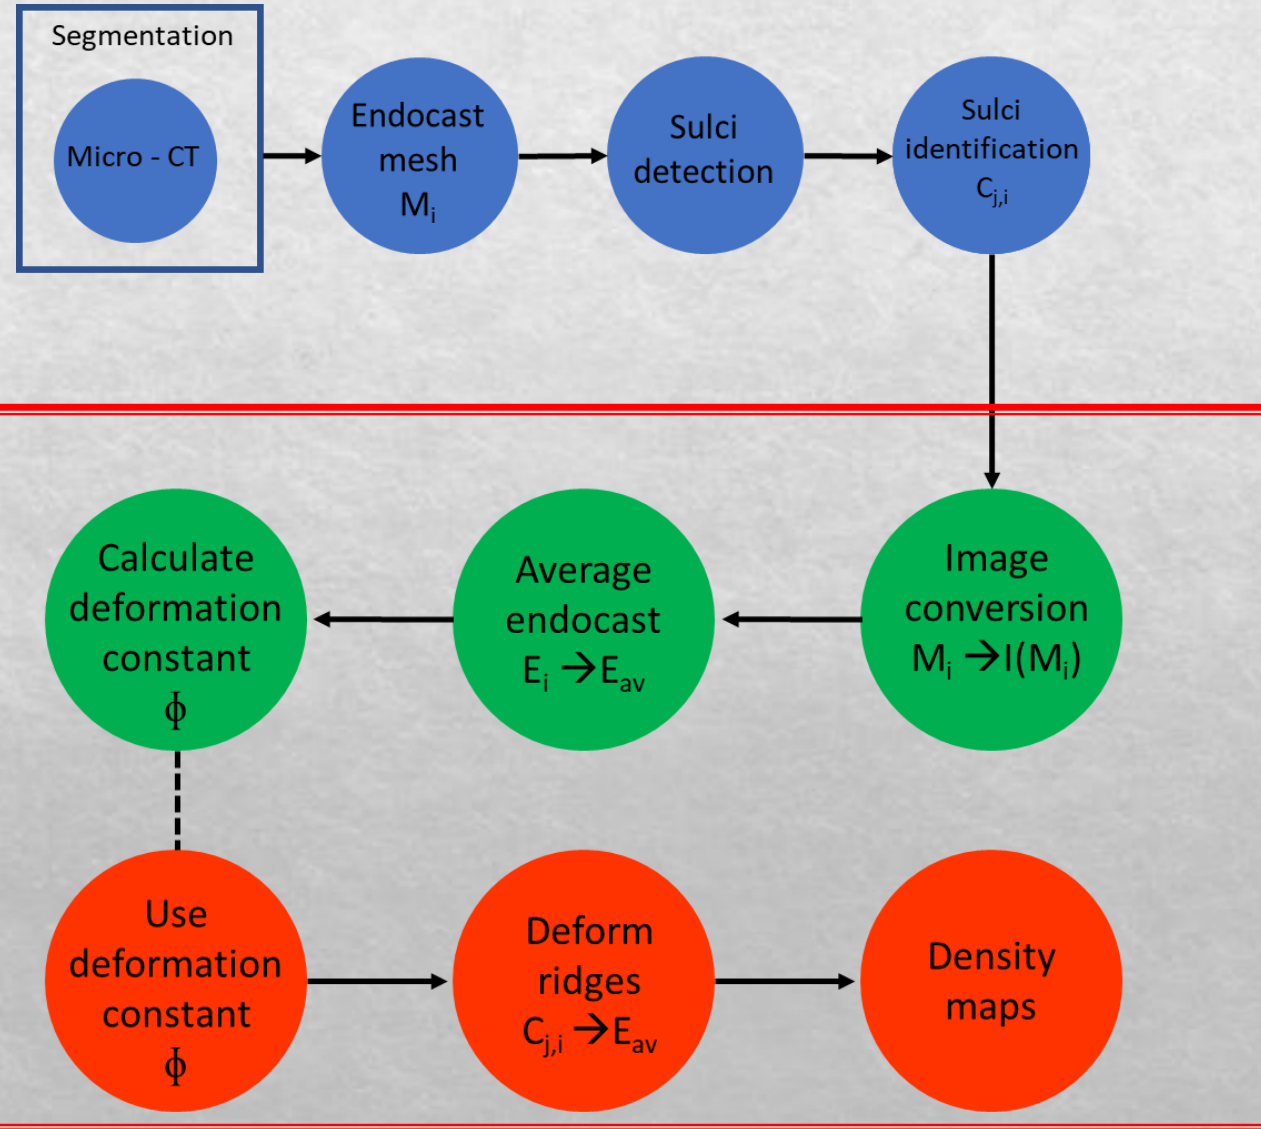 Segmentation
Micro - CT
Endocast
mesh
Mᵢ
Sulci
detection
Sulci
identification
Cⱼ,ᵢ
Image
conversion
Mᵢ →I(Mᵢ)
Average
endocast
Eᵢ →Eav
Calculate
deformation
constant
ϕ
Use
deformation
constant
ϕ
Deform
ridges
Cⱼ,ᵢ →Eav
Density
maps